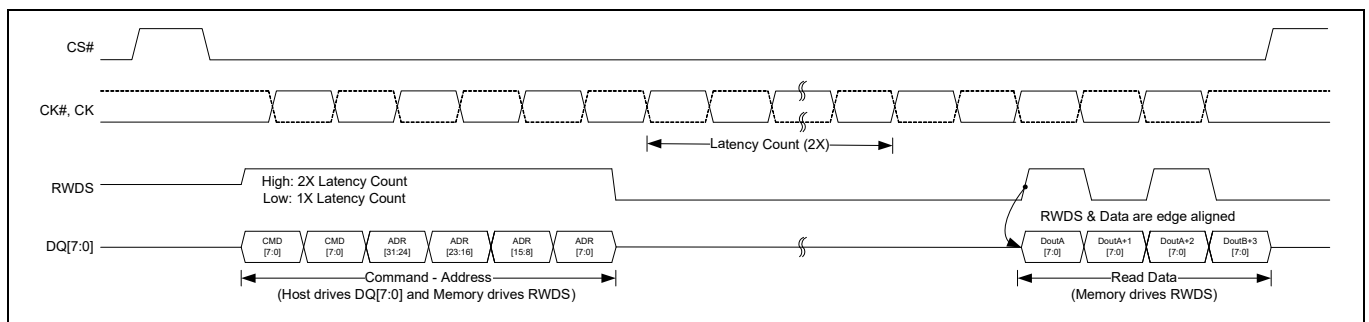 CS#
CK#, CK
Latency Count (2X)
RWDS
High: 2X Latency Count
Low: 1X Latency Count
RWDS & Data are edge aligned
DQ[7:0]
CMD [7:0]
CMD [7:0]
ADR [31:24]
ADR [23:16]
ADR [15:8]
ADR [7:0]
DoutA [7:0]
DoutA+1 [7:0]
DoutA+2 [7:0]
DoutB+3 [7:0]
Command - Address
(Host drives DQ[7:0] and Memory drives RWDS)
Read Data
(Memory drives RWDS)